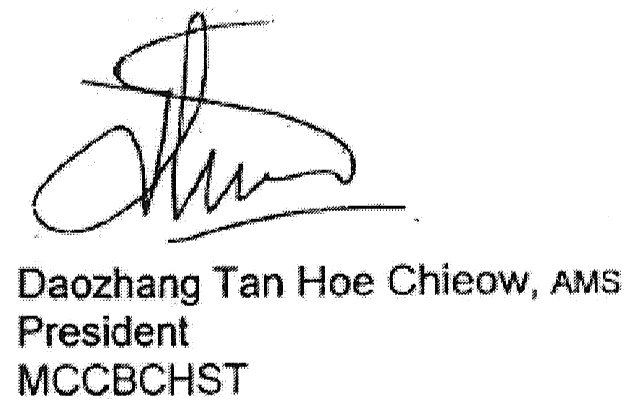 Daozhang Tan Hoe Chieow, AMS
President
MCCBCHST